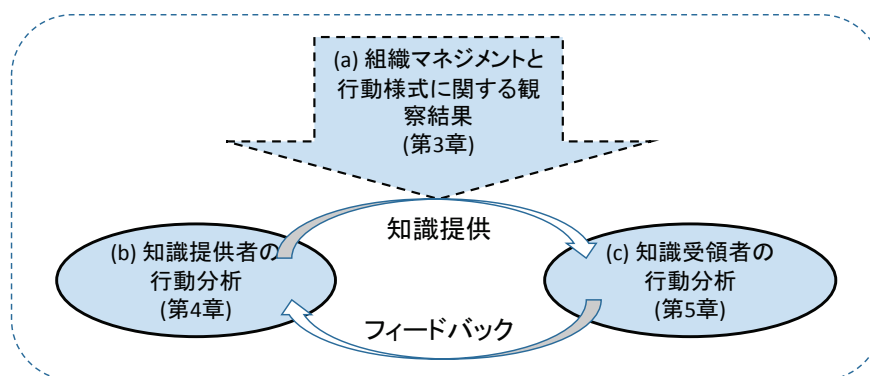 (a) 組織マネジメントと
行動様式に関する観
察結果
(第3章)
知識提供
(b) 知識提供者の
行動分析
(第4章)
(c) 知識受領者の
行動分析
(第5章)
フィードバック